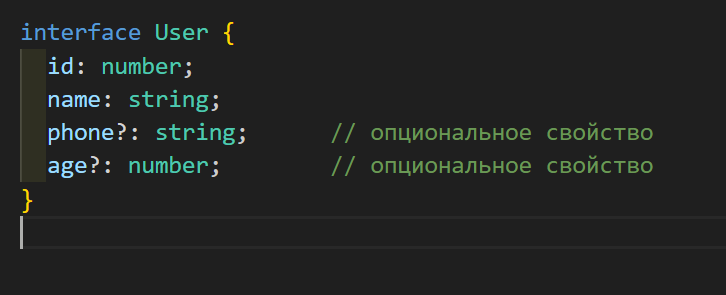 interface User {
  id: number;
  name: string;
  phone?: string;      // опциональное свойство
  age?: number;        // опциональное свойство
}